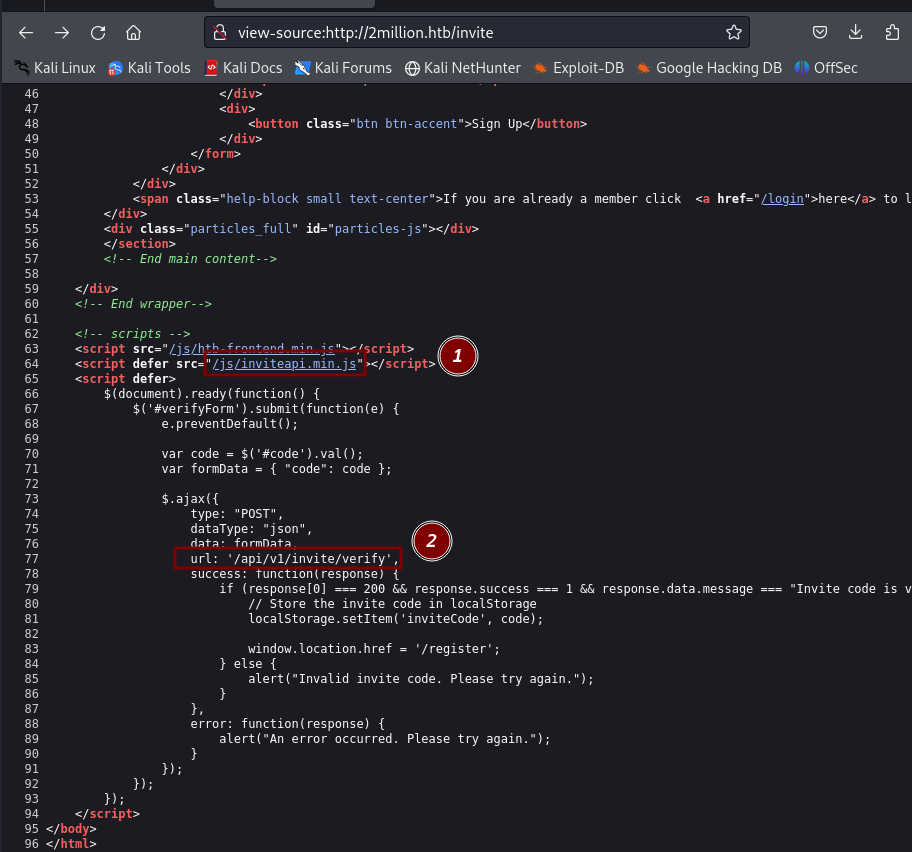 view-source:http://2million.htb/invite
Kali Linux Kali Tools Kali Docs Kali Forums Kali NetHunter Exploit-DB Google Hacking DB OffSec
46 </div>
47 <div>
48 <button class="btn btn-accent">Sign Up</button>
49 </div>
50 </form>
51 </div>
52 </div>
53 <span class="help-block small text-center">If you are already a member click <a href="/login">here</a> to l
54 </div>
55 <div class="particles_full" id="particles-js"></div>
56 </section>
57 <!-- End main content-->
58
59 </div>
60 <!-- End wrapper-->
61
62 <!-- scripts -->
63 <script src="/js/htb-frontend.min.js"></script>
64 <script defer src="/js/inviteapi.min.js"></script>
1
65 <script defer>
66 $(document).ready(function() {
67 $('#verifyForm').submit(function(e) {
68 e.preventDefault();
69
70 var code = $('#code').val();
71 var formData = { "code": code };
72
73 $.ajax({
74 type: "POST",
75 dataType: "json",
76 data: formData,
2
77 url: '/api/v1/invite/verify',
78 success: function(response) {
79 if (response[0] === 200 && response.success === 1 && response.data.message === "Invite code is v
80 // Store the invite code in localStorage
81 localStorage.setItem('inviteCode', code);
82
83 window.location.href = '/register';
84 } else {
85 alert("Invalid invite code. Please try again.");
86 }
87 },
88 error: function(response) {
89 alert("An error occurred. Please try again.");
90 }
91 });
92 });
93 });
94 </script>
95 </body>
96 </html>